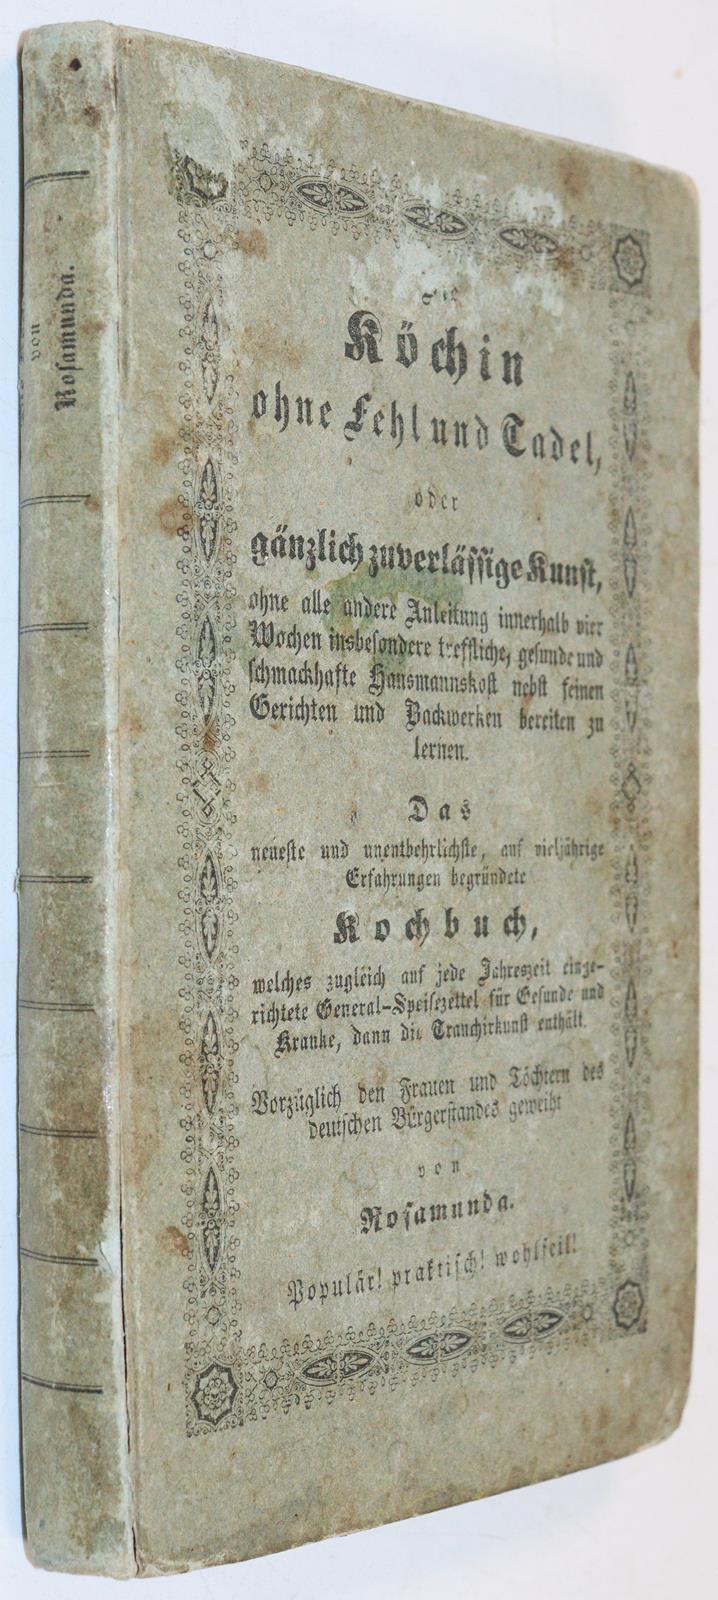 von
Rosamunda.
Die
Köchin
ohne Fehl und Tadel,
oder
gänzlich zuverlässige Kunst,
ohne alle andere Anleitung innerhalb vier
Wochen insbesondere treffliche, gesunde und
schmackhafte Hausmannskost nebst feinen
Gerichten und Backwerken bereiten zu
lernen.
Das
neueste und unentbehrlichste, auf vieljährige
Erfahrungen begründete
Kochbuch,
welches zugleich auf jede Jahreszeit einge-
richtete General-Speisezettel für Gesunde und
Kranke, dann die Tranchirkunst enthält.
Vorzüglich den Frauen und Töchtern des
deutschen Bürgerstandes geweiht
von
Rosamunda.
Populär! praktisch! wohlfeil!